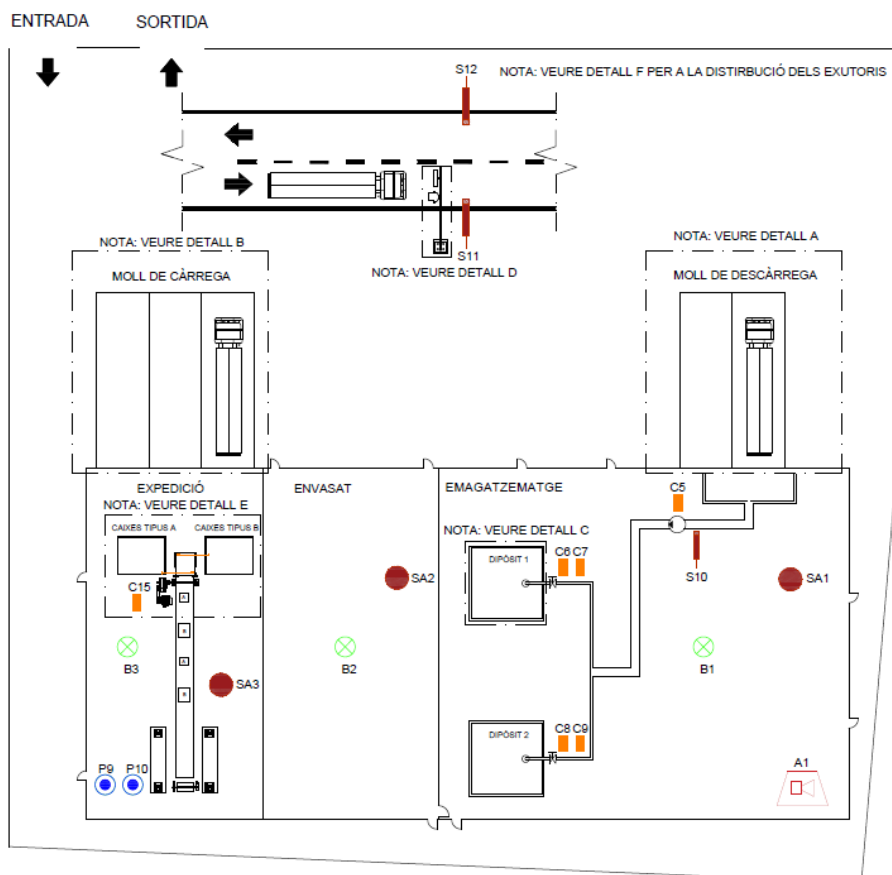 ENTRADA
SORTIDA
S12
NOTA: VEURE DETALL F PER A LA DISTIRBUCIÓ DELS EXUTORIS
NOTA: VEURE DETALL B
MOLL DE CÀRREGA
S11
NOTA: VEURE DETALL D
NOTA: VEURE DETALL A
MOLL DE DESCÀRREGA
EXPEDICIÓ
NOTA: VEURE DETALL E
CAIXES TIPUS A
CAIXES TIPUS B
C15
A
B
A
B
B3
SA3
P9
P10
ENVASAT
SA2
B2
EMAGATZEMATGE
NOTA: VEURE DETALL C
DIPÒSIT 1
C6
C7
C5
S10
SA1
B1
DIPÒSIT 2
C8
C9
A1